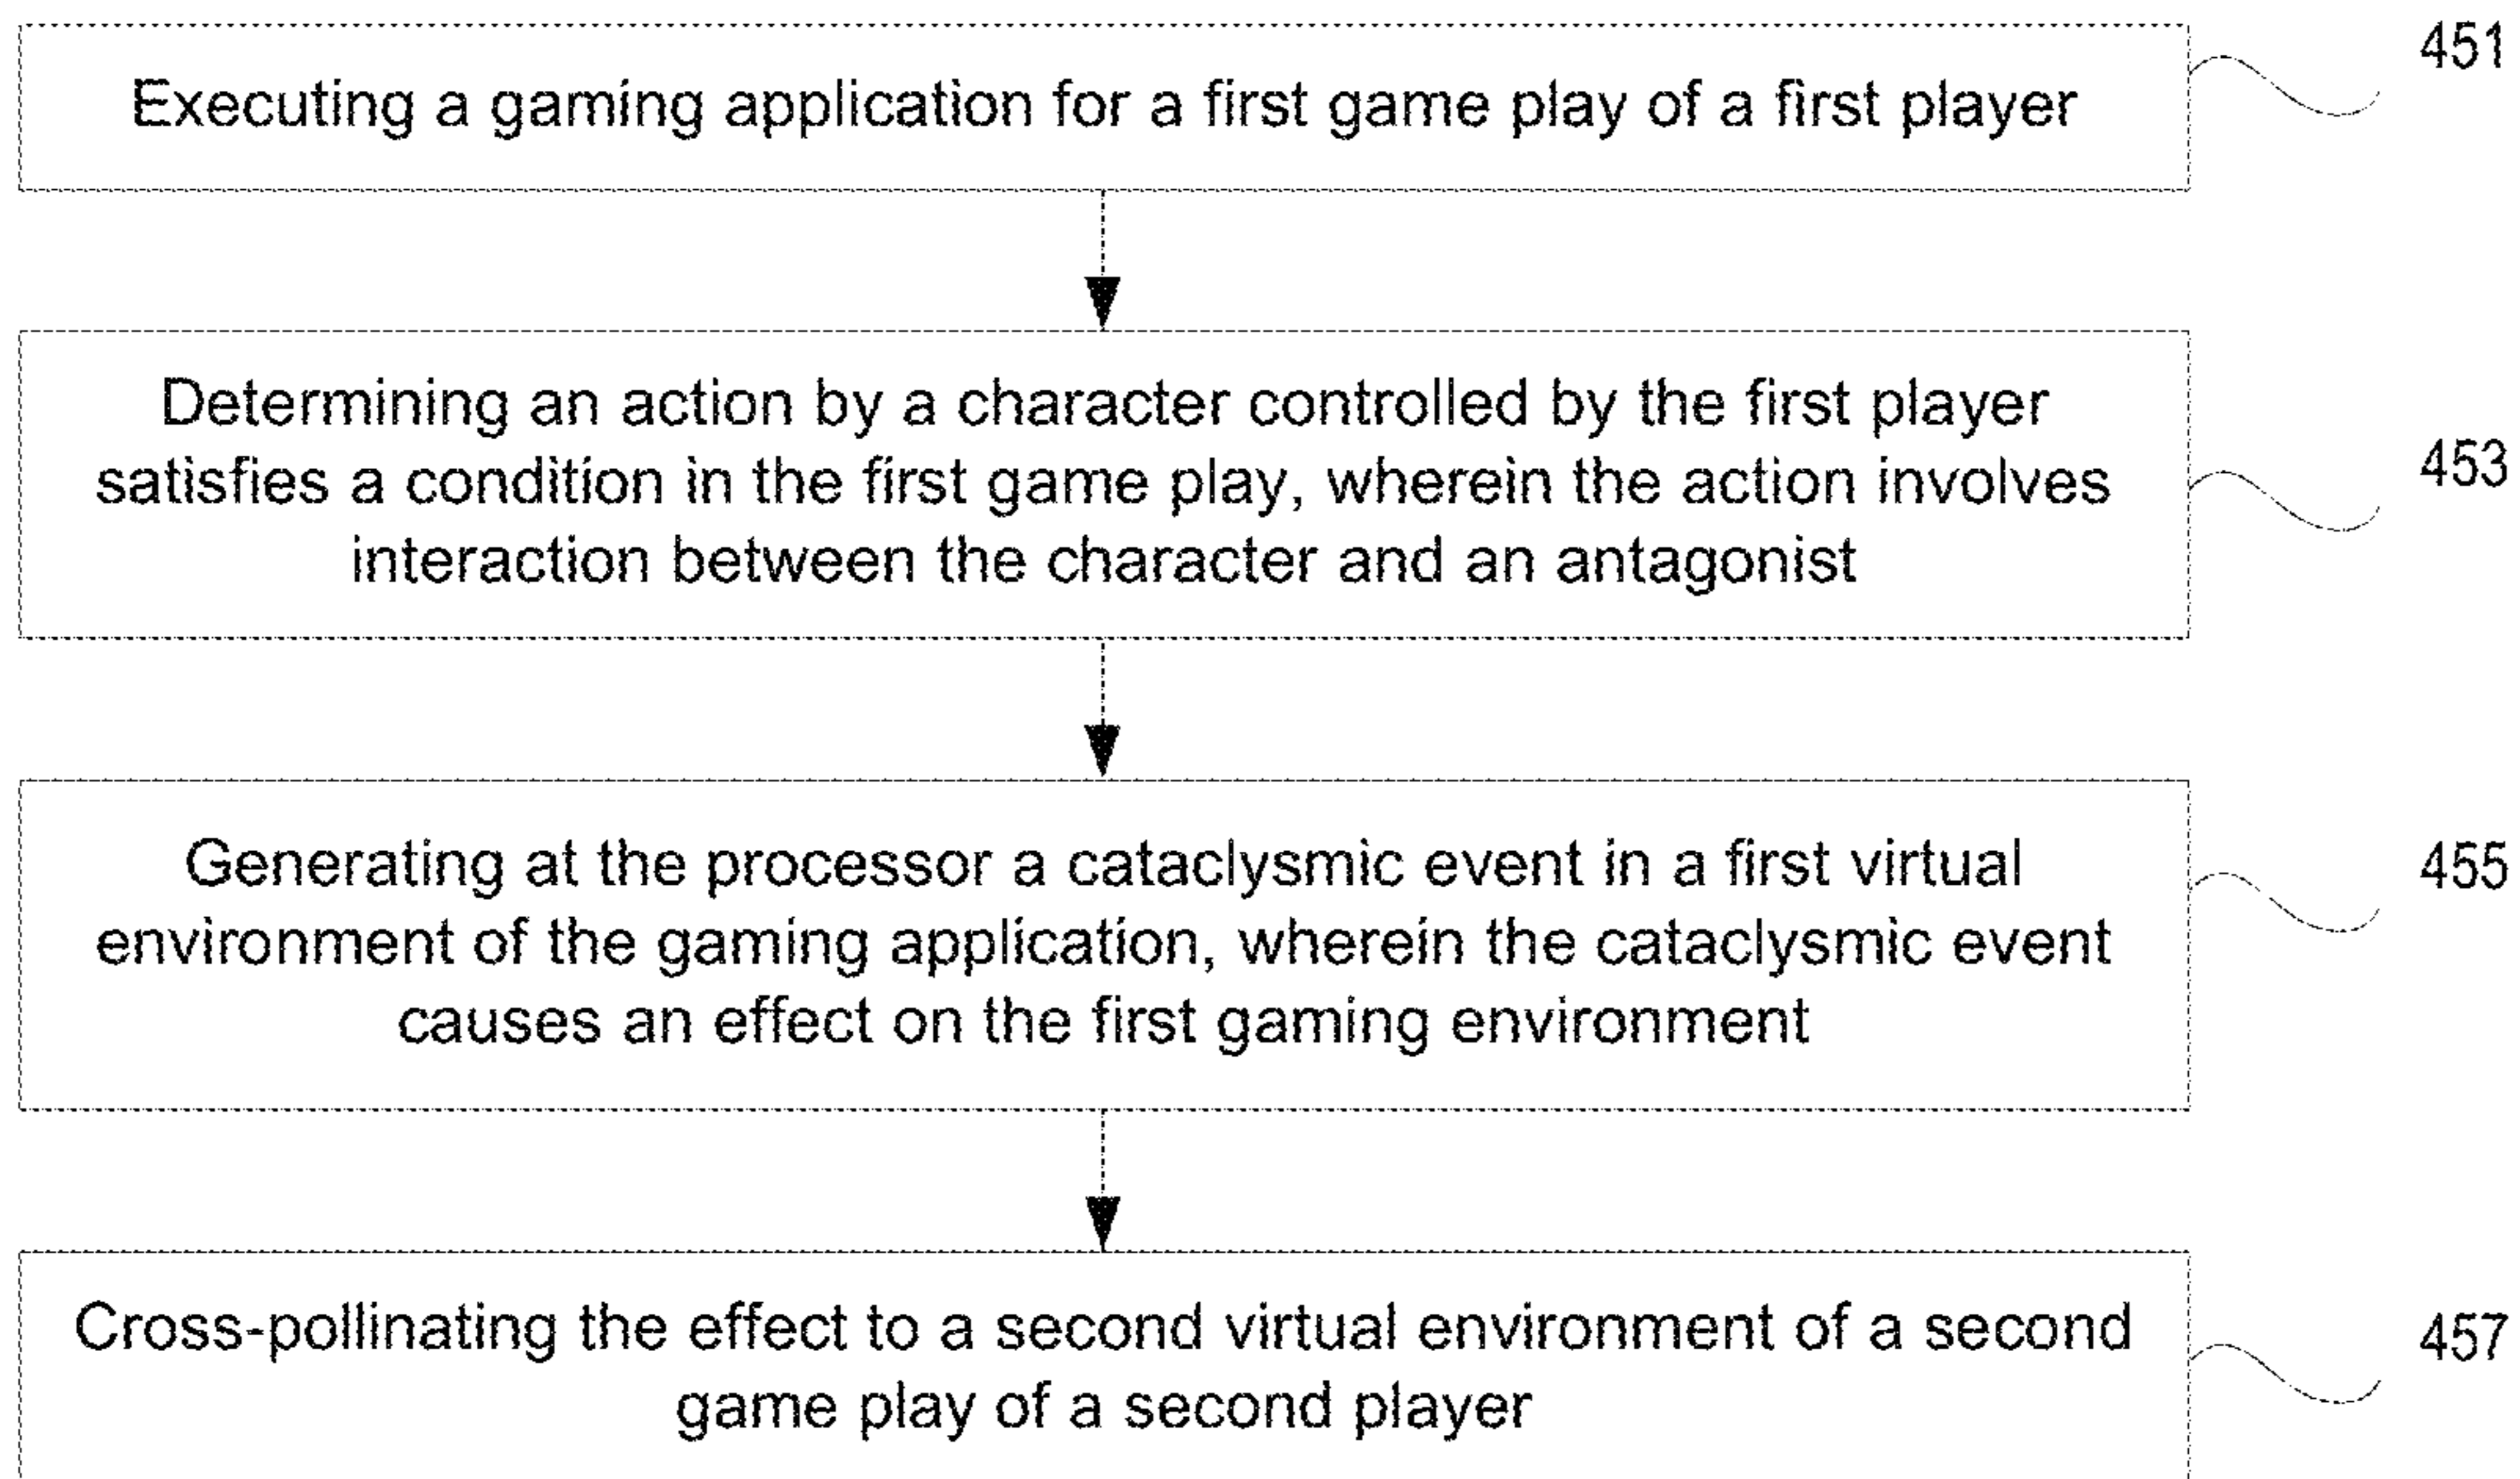 451
Executing a gaming application for a first game play of a first player
Determining an action by a character controlled by the first player
satisfies a condition in the first game play, wherein the action involves
453
interaction between the character and an antagonist
Generating at the processor a cataclysmic event in a first virtual
455
environment of the gaming application, wherein the cataclysmic event
causes an effect on the first gaming environment
Cross-pollinating the effect to a second virtual environment of a second
457
game play of a second player